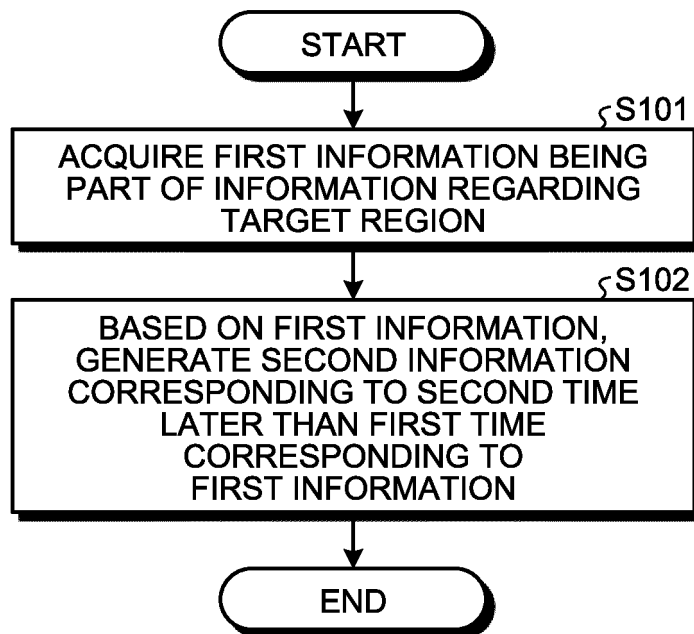 START
S101
ACQUIRE FIRST INFORMATION BEING
PART OF INFORMATION REGARDING
TARGET REGION
S102
BASED ON FIRST INFORMATION,
GENERATE SECOND INFORMATION
CORRESPONDING TO SECOND TIME
LATER THAN FIRST TIME
CORRESPONDING TO
FIRST INFORMATION
END